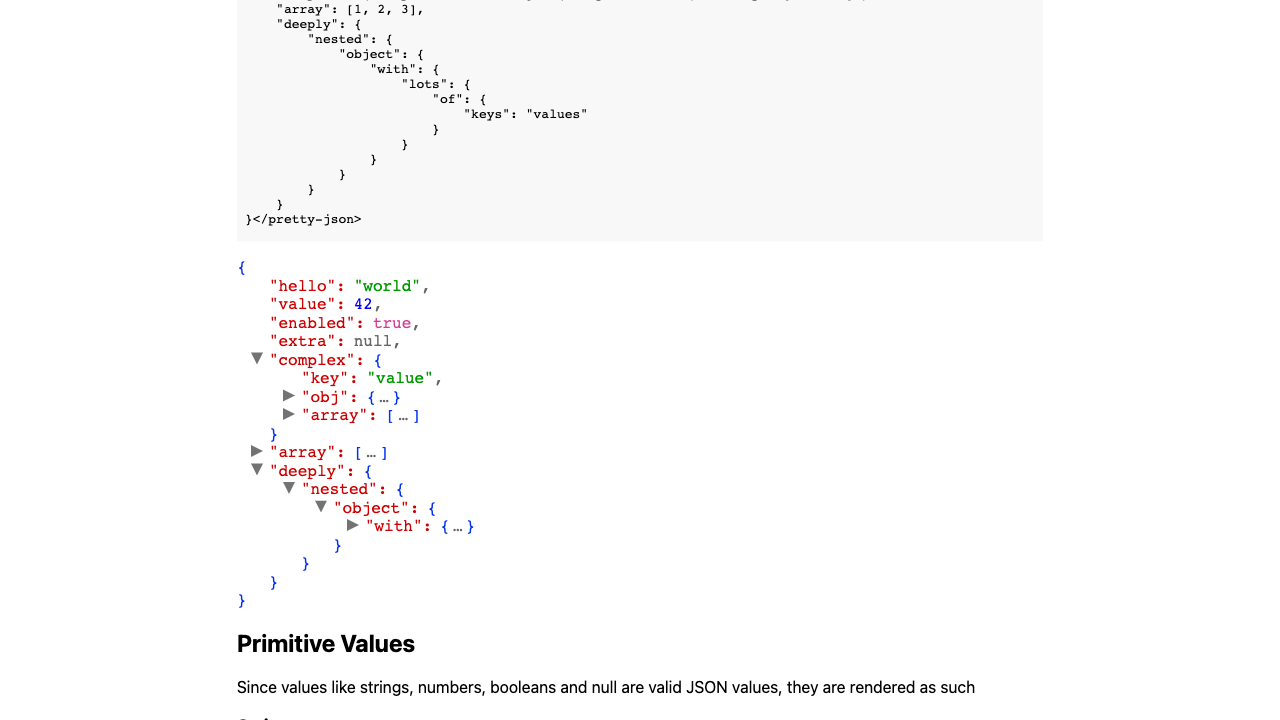 "array": [1, 2, 3],
"deeply": {
"nested": {
"object": {
"with": {
"lots": {
"of": {
"keys": "values"
}
}
}
}
}
}
}</pretty-json>
{
"hello": "world",
"value": 42,
"enabled": true,
"extra": null,
▼ "complex": {
"key": "value",
▶ "obj": {…}
▶ "array": […]
}
▶ "array": […]
▼ "deeply": {
▼ "nested": {
▼ "object": {
▶ "with": {…}
}
}
}
}
Primitive Values
Since values like strings, numbers, booleans and null are valid JSON values, they are rendered as such